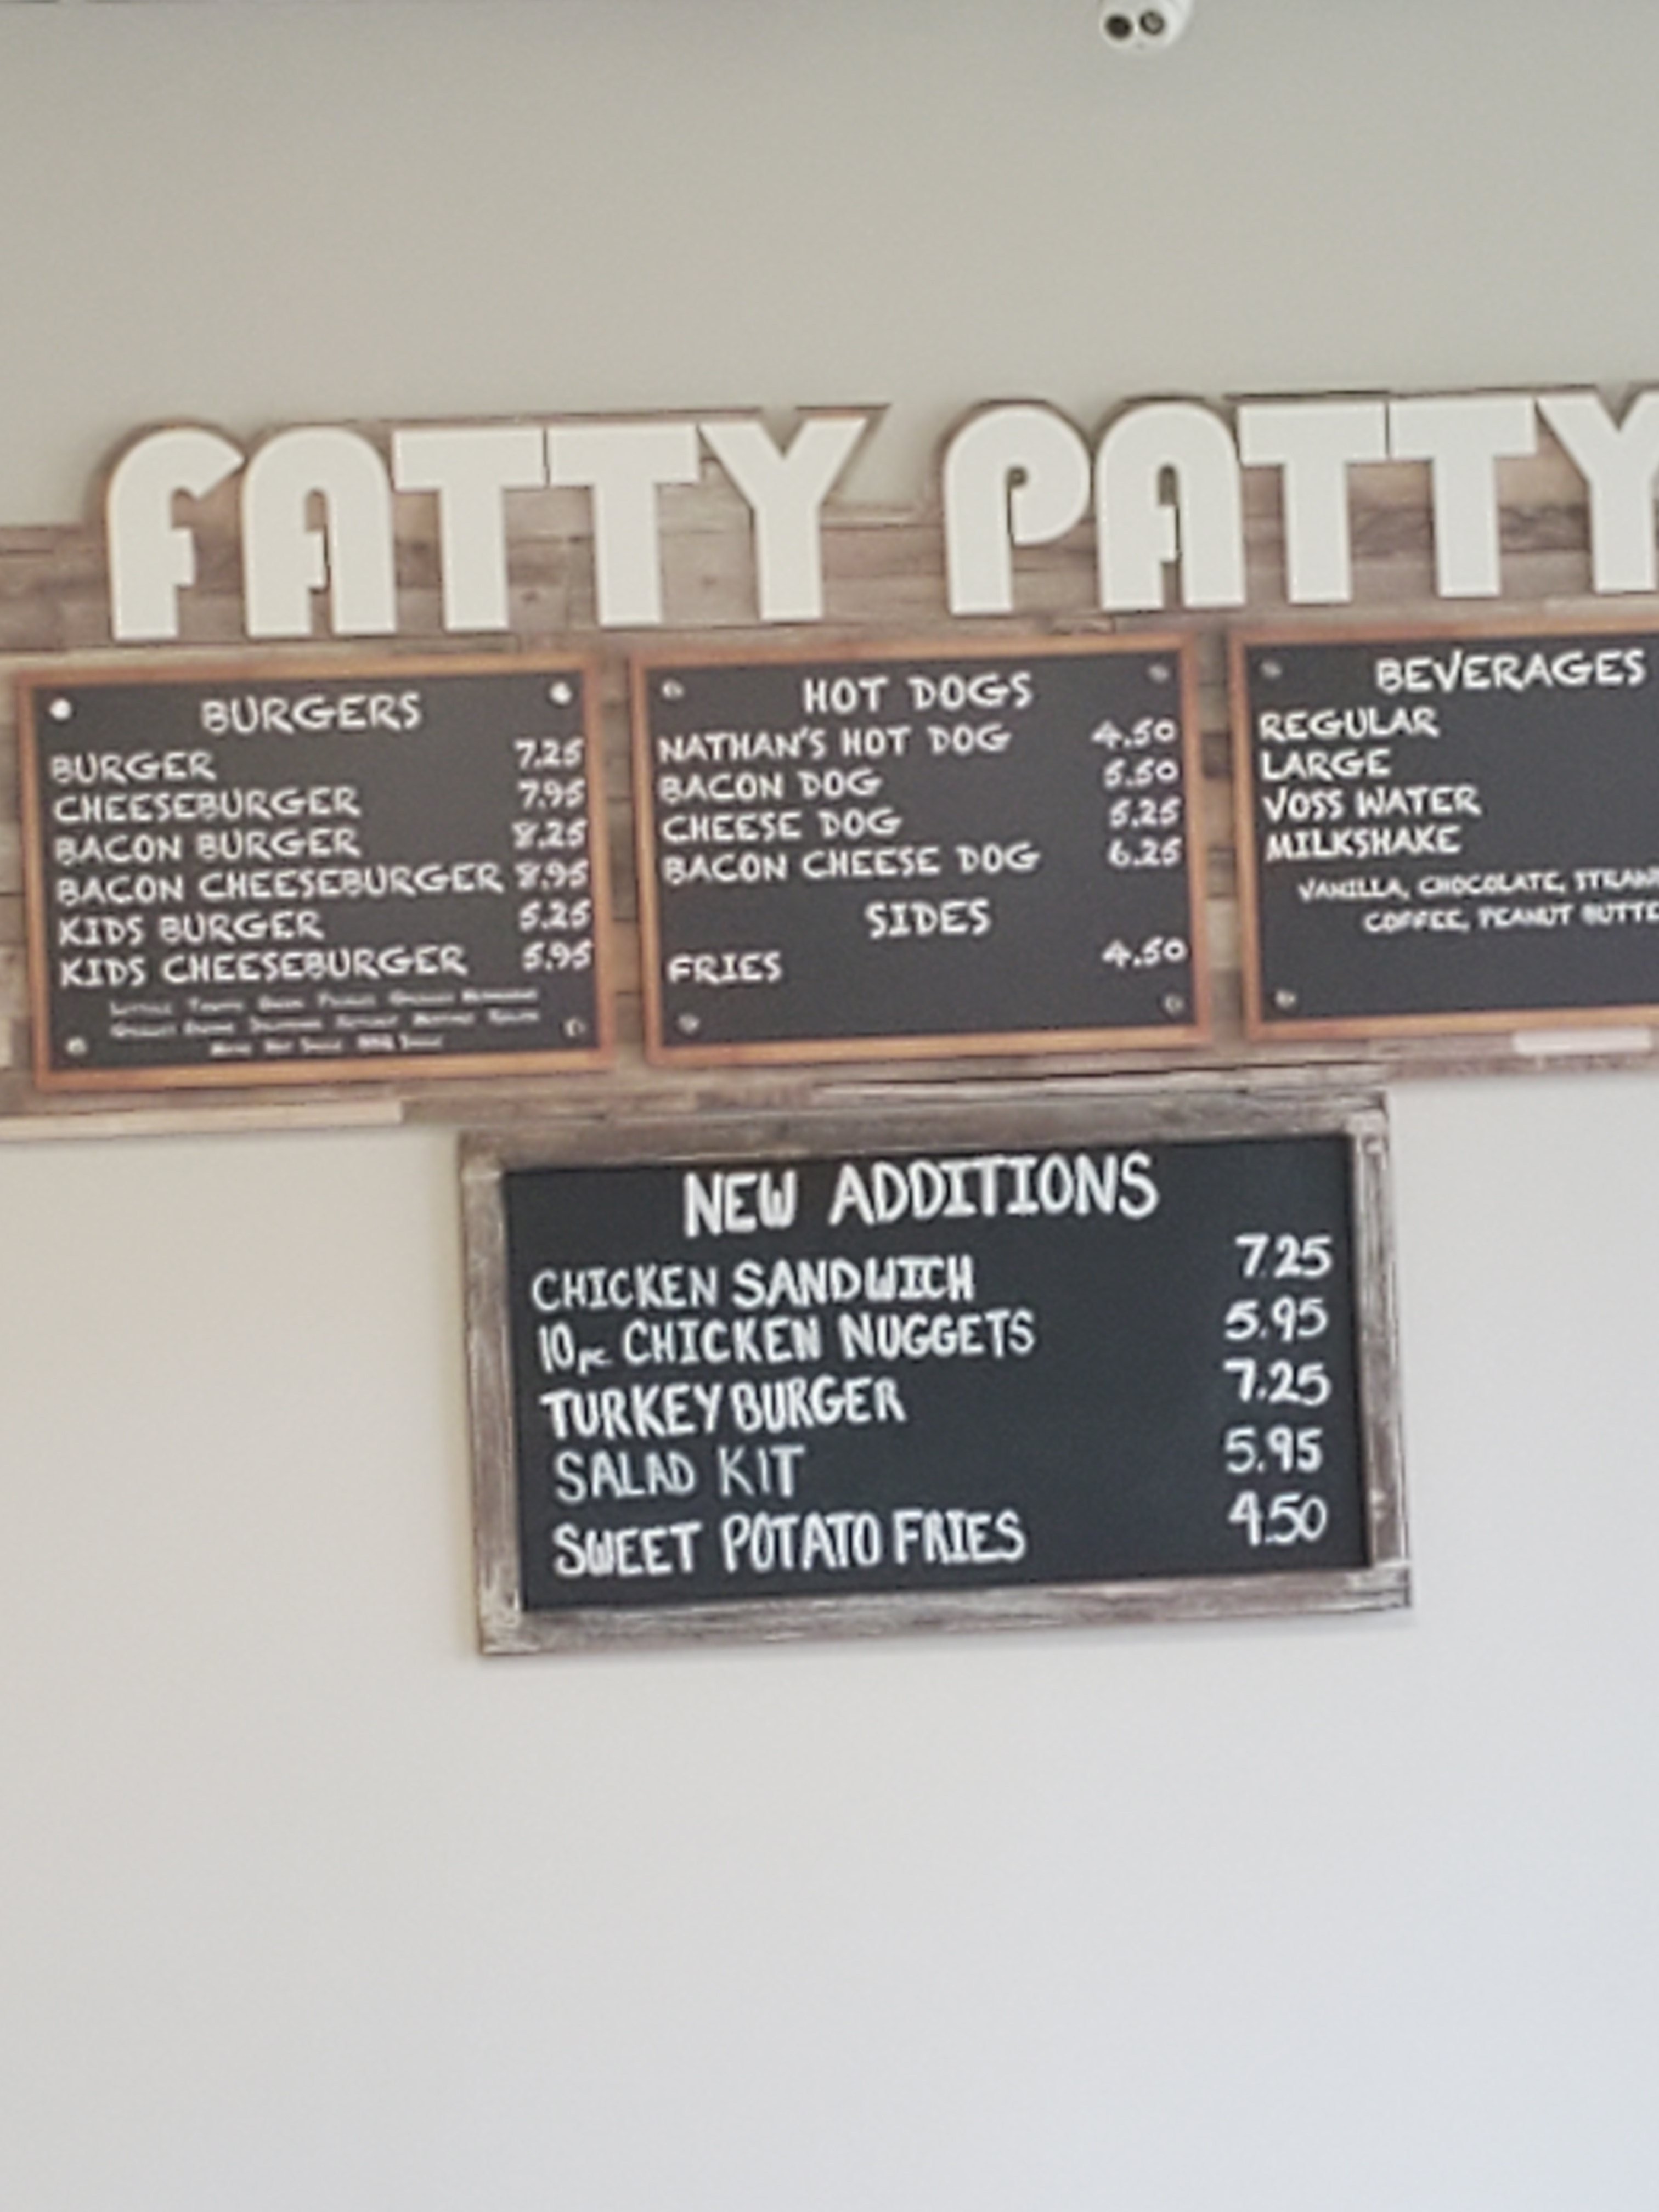 FATTY PATTY
BURGERS
BURGER 7.25
CHEESEBURGER 7.95
BACON BURGER 8.25
BACON CHEESEBURGER 8.95
KIDS BURGER 5.25
KIDS CHEESEBURGER 5.95
HOT DOGS
NATHAN'S HOT DOG 4.50
BACON DOG 5.50
CHEESE DOG 5.25
BACON CHEESE DOG 6.25
SIDES
FRIES 4.50
BEVERAGES
REGULAR
LARGE
VOSS WATER
MILKSHAKE
VANILLA, CHOCOLATE,
COFFEE, PEANUT
NEW ADDITIONS
CHICKEN SANDWICH 7.25
10pc CHICKEN NUGGETS 5.95
TURKEY BURGER 7.25
SALAD KIT 5.95
SWEET POTATO FRIES 4.50